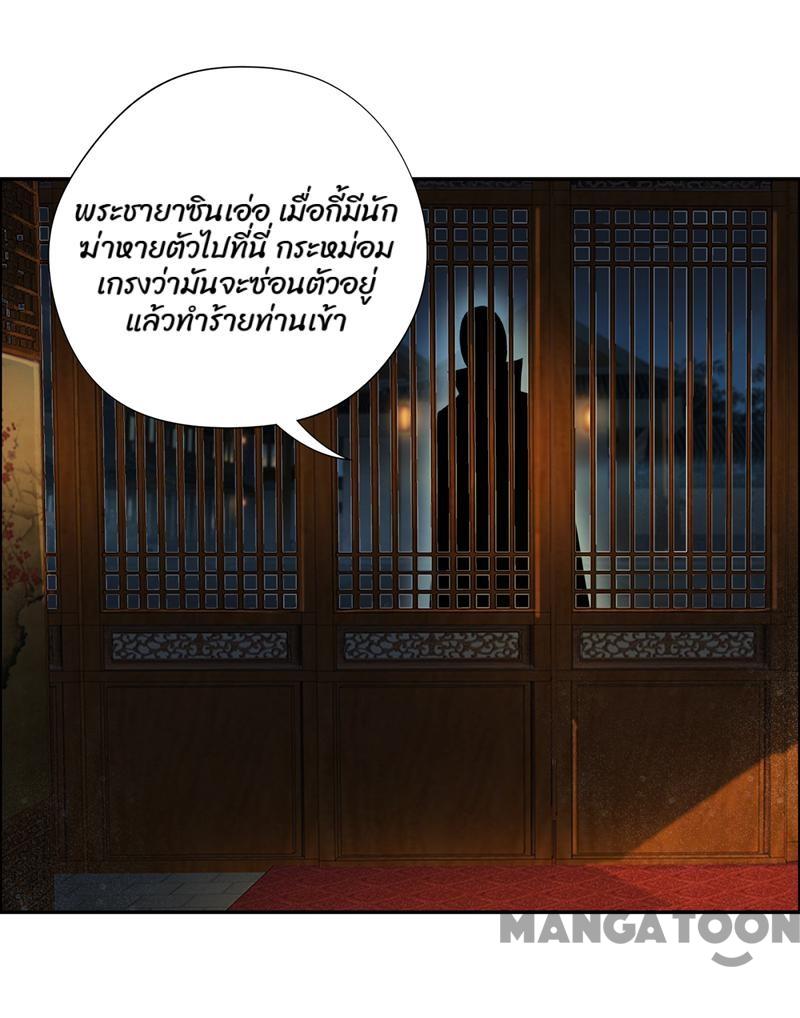 พระชายาซินเอ่อ เมื่อกี้มีนัก
ฆ่าหายตัวไปที่นี่ กระหม่อม
เกรงว่ามันจะซ่อนตัวอยู่
แล้วทำร้ายท่านเข้า
MANGATOON